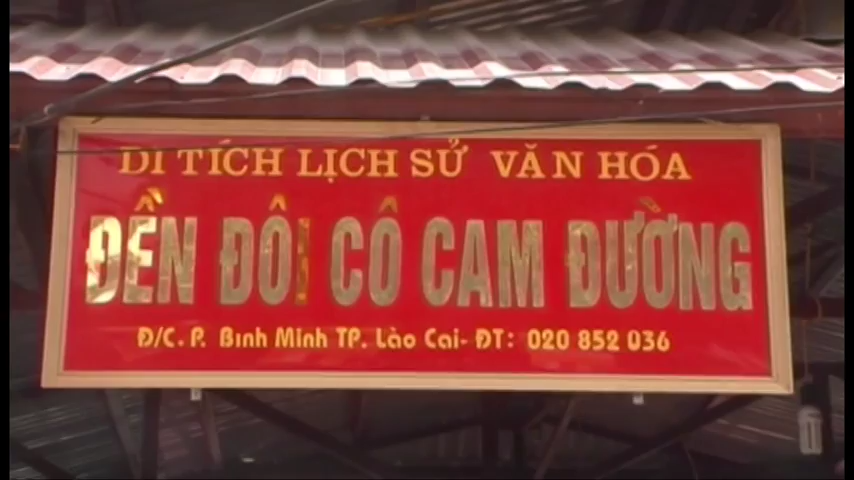 DI TÍCH LỊCH SỬ VĂN HÓA
ĐỀN ĐÔI CÔ CAM ĐƯỜNG
Đ/C. P. Bình Minh TP. Lào Cai- ĐT: 020 852 036